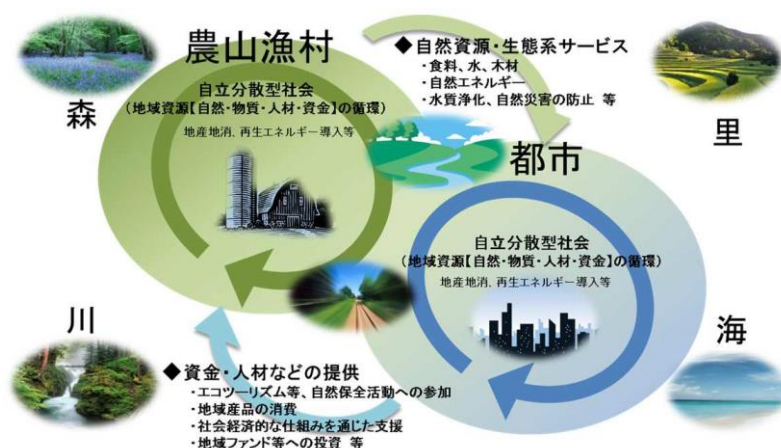 農山漁村
森
自立分散型社会
(地域資源【自然・物質・人材・資金】の循環)
地産地消、再生エネルギー導入等
◆自然資源・生態系サービス
・食料、水、木材
・自然エネルギー
・水質浄化、自然災害の防止 等
里
都市
自立分散型社会
(地域資源【自然・物質・人材・資金】の循環)
地産地消、再生エネルギー導入等
川
海
◆資金・人材などの提供
・エコツーリズム等、自然保全活動への参加
・地域産品の消費
・社会経済的な仕組みを通じた支援
・地域ファンド等への投資 等